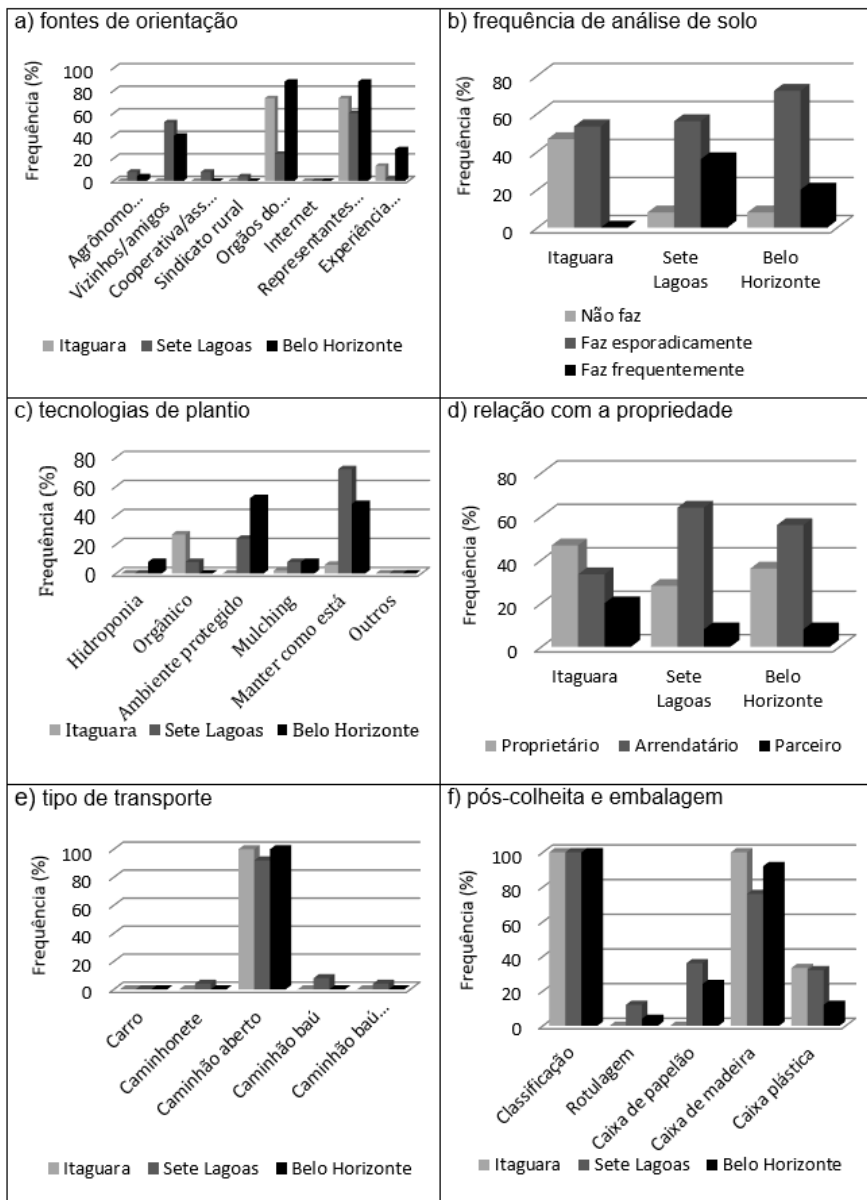 a) fontes de orientação
Frequência (%)
100
80
60
40
20
0
Agrônomo...
Vizinhos/amigos
Cooperativa/ass...
Sindicato rural
Orgãos do...
Internet
Representantes...
Experiência...
Itaguara Sete Lagoas Belo Horizonte
b) frequência de análise de solo
Frequência (%)
80
60
40
20
0
Itaguara Sete Lagoas Belo Horizonte
Não faz
Faz esporadicamente
Faz frequentemente
c) tecnologias de plantio
Frequência (%)
80
60
40
20
0
Hidroponia
Orgânico
Ambiente protegido
Mulching
Manter como está
Outros
Itaguara Sete Lagoas Belo Horizonte
d) relação com a propriedade
Frequência (%)
80
60
40
20
0
Itaguara Sete Lagoas Belo Horizonte
Proprietário Arrendatário Parceiro
e) tipo de transporte
Frequência (%)
100
80
60
40
20
0
Carro
Caminhonete
Caminhão aberto
Caminhão baú
Caminhão baú...
Itaguara Sete Lagoas Belo Horizonte
f) pós-colheita e embalagem
Frequência (%)
100
80
60
40
20
0
Classificação
Rotulagem
Caixa de papelão
Caixa de madeira
Caixa plástica
Itaguara Sete Lagoas Belo Horizonte